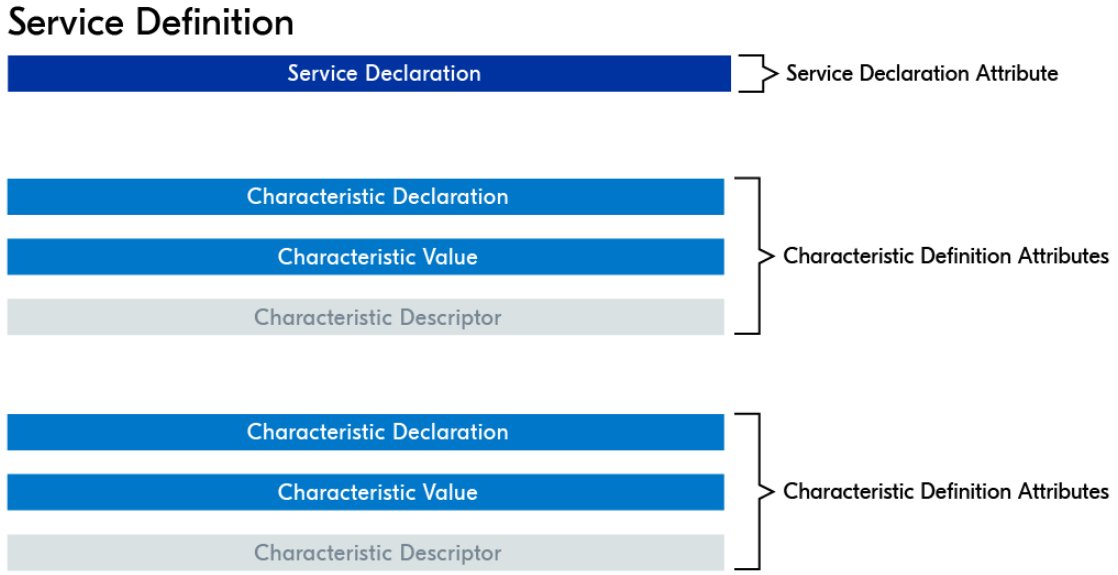 Service Definition
Service Declaration
Service Declaration Attribute
Characteristic Declaration
Characteristic Value
Characteristic Definition Attributes
Characteristic Descriptor
Characteristic Declaration
Characteristic Value
Characteristic Definition Attributes
Characteristic Descriptor